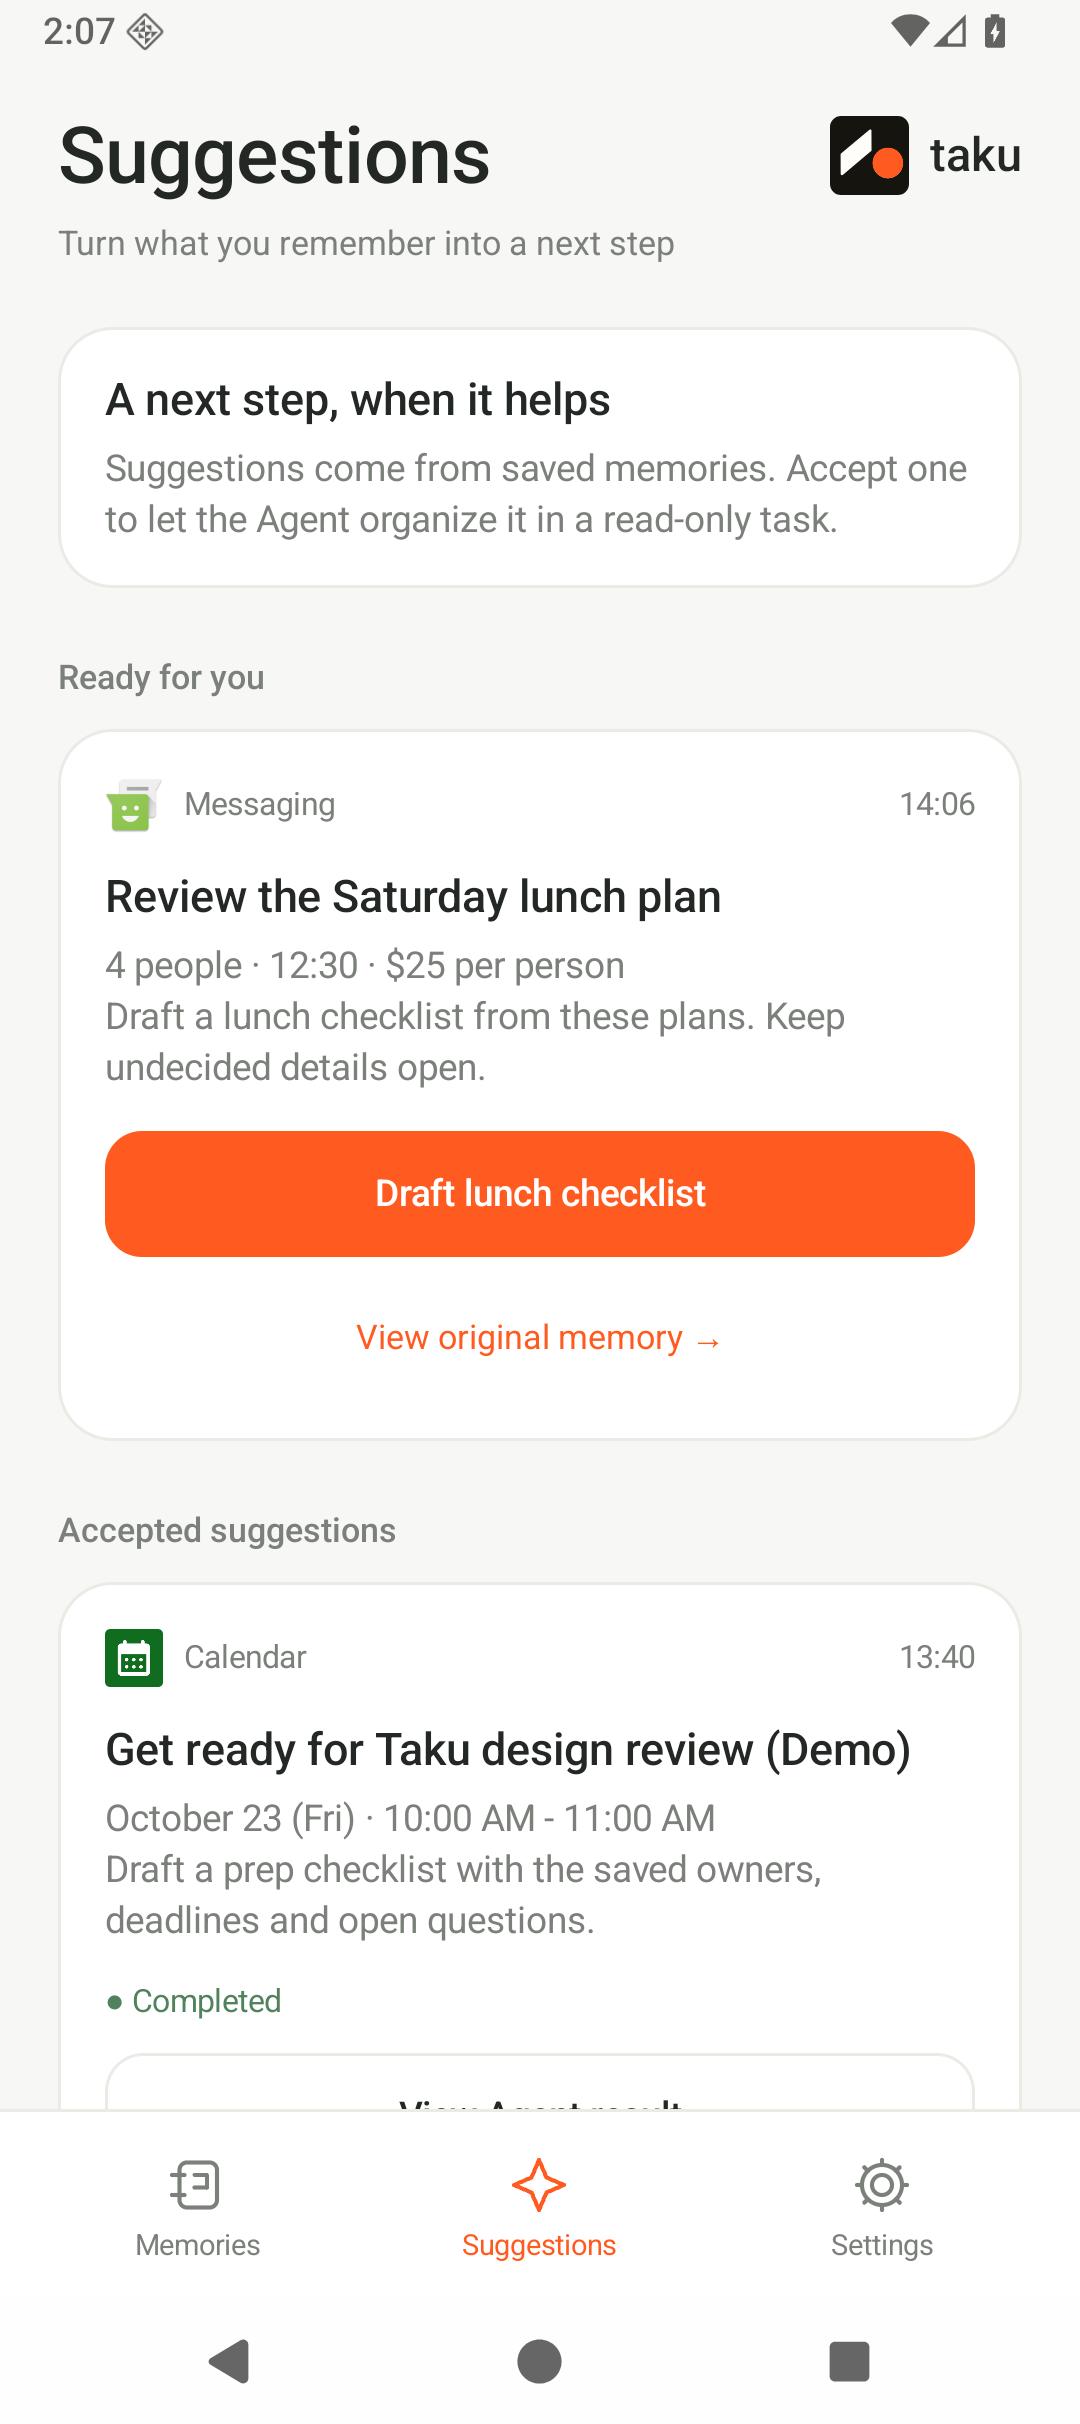 2:07
Suggestions
taku
Turn what you remember into a next step
A next step, when it helps
Suggestions come from saved memories. Accept one
to let the Agent organize it in a read-only task.
Ready for you
Messaging 14:06
Review the Saturday lunch plan
4 people · 12:30 · $25 per person
Draft a lunch checklist from these plans. Keep
undecided details open.
Draft lunch checklist
View original memory →
Accepted suggestions
Calendar 13:40
Get ready for Taku design review (Demo)
October 23 (Fri) · 10:00 AM - 11:00 AM
Draft a prep checklist with the saved owners,
deadlines and open questions.
● Completed
View Agent result
Memories Suggestions Settings